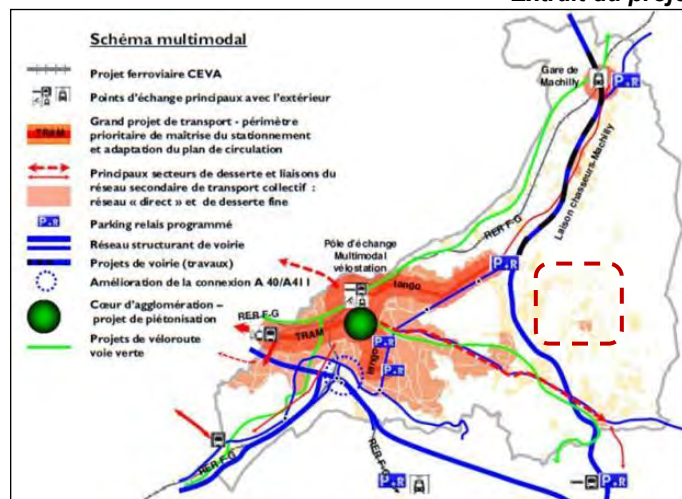 Extrait du proje
Schéma multimodal
Projet ferroviaire CEVA
Points d'échange principaux avec l'extérieur
Grand projet de transport - périmètre
prioritaire de maîtrise du stationnement
et adaptation du plan de circulation
TRAM
Principaux secteurs de desserte et liaisons du
réseau secondaire de transport collectif :
réseau « direct » et de desserte fine
P+R
Parking relais programmé
Réseau structurant de voirie
Projets de voirie (travaux)
Amélioration de la connexion A 40/A411
Cœur d'agglomération –
projet de piétonisation
Projets de véloroute
voie verte
Gare de
Machilly
P+R
Liaison chasseurs-Machilly
RER F-G
Pôle d'échange
Multimodal
vélostation
P+R
tango
RER F-G
TRAM
P+R
tango
P+R
RER F-G
RER F-G
P+R
P+R